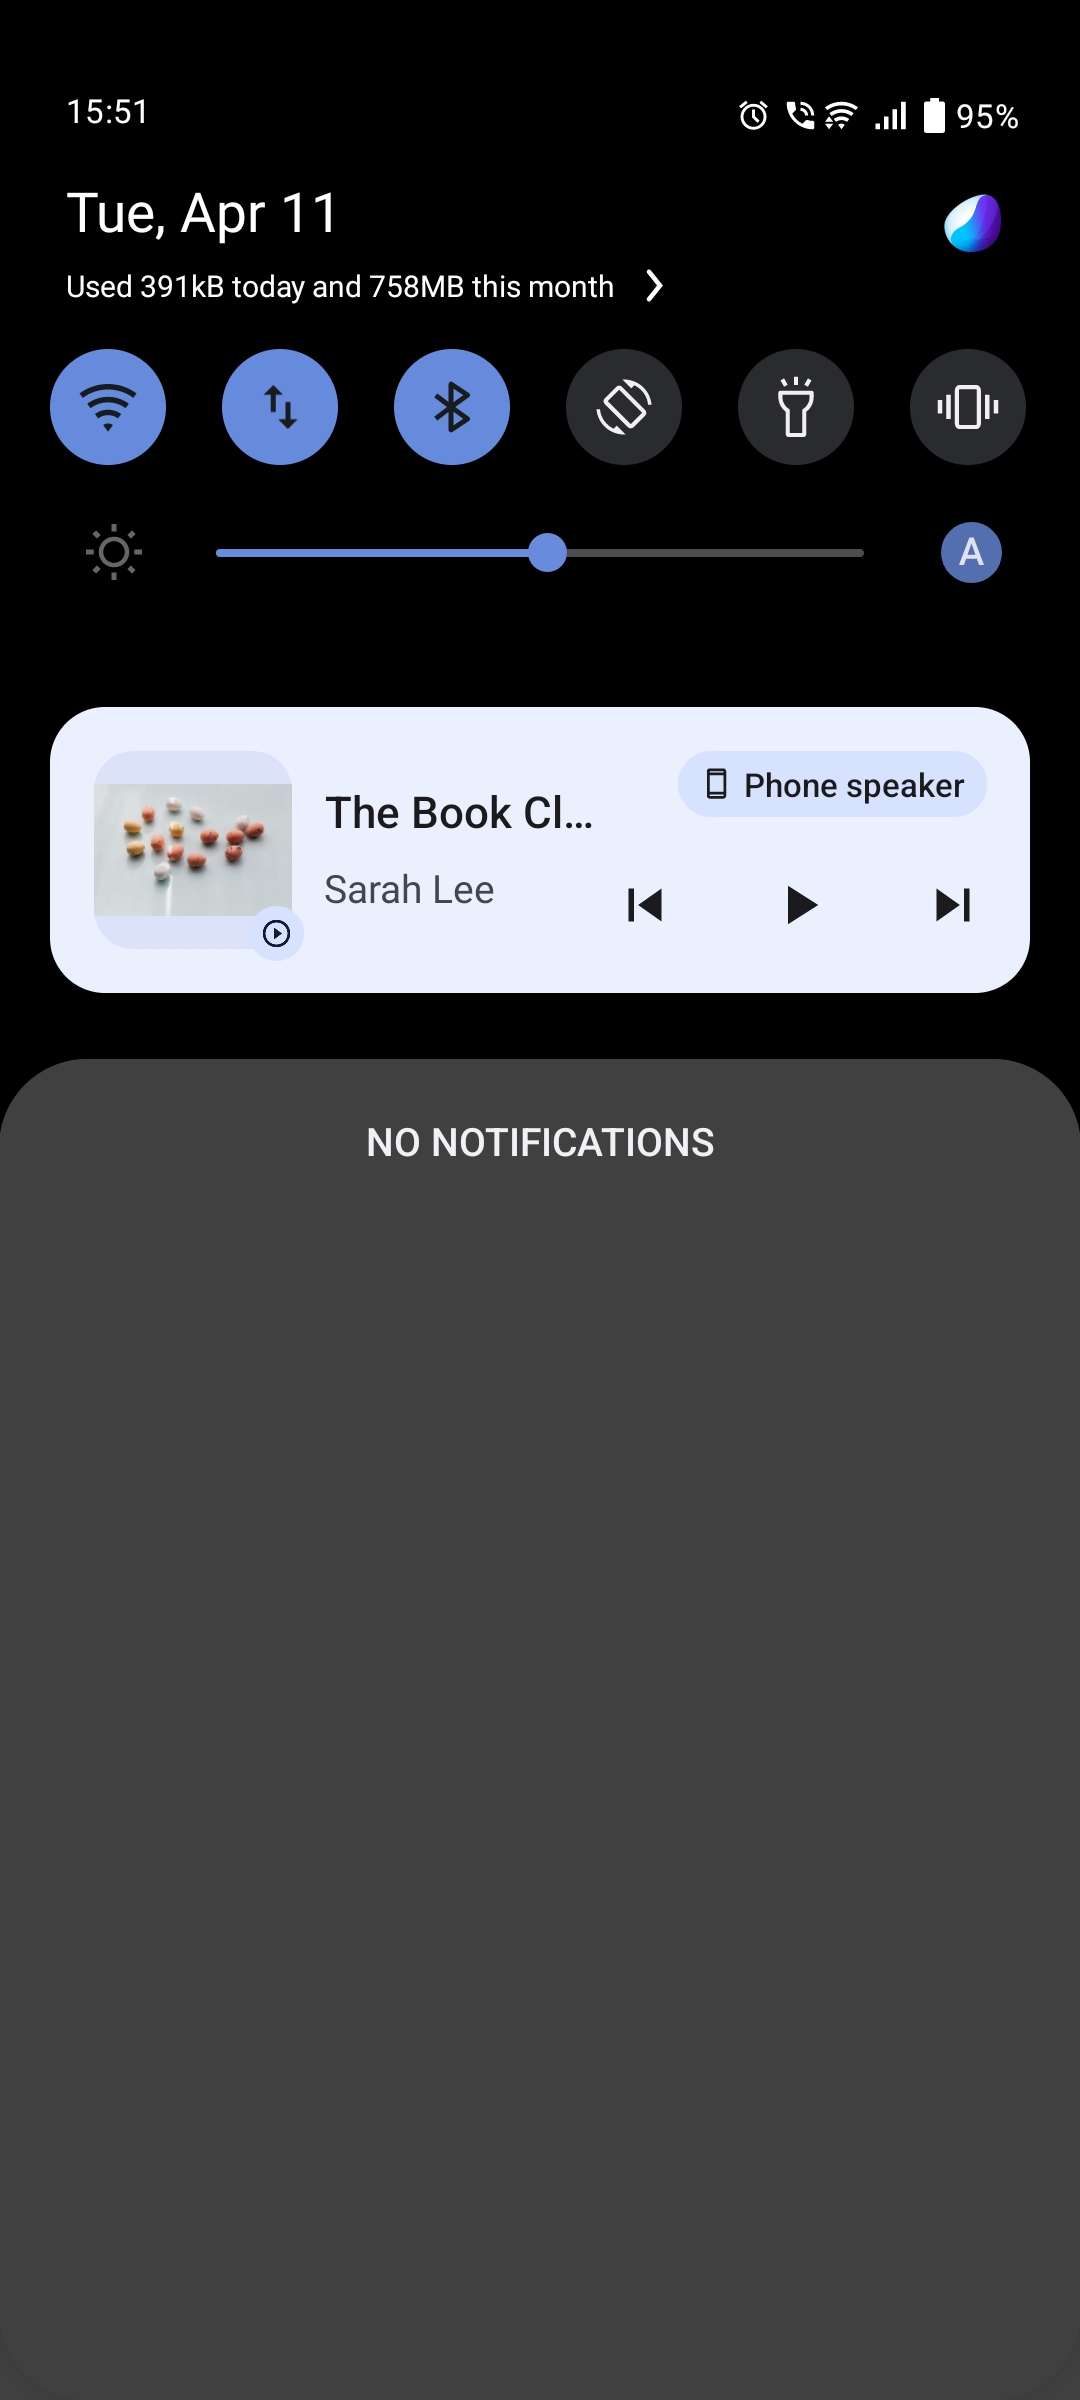 15:51
95%
Tue, Apr 11
Used 391kB today and 758MB this month
A
Phone speaker
The Book Cl...
Sarah Lee
NO NOTIFICATIONS